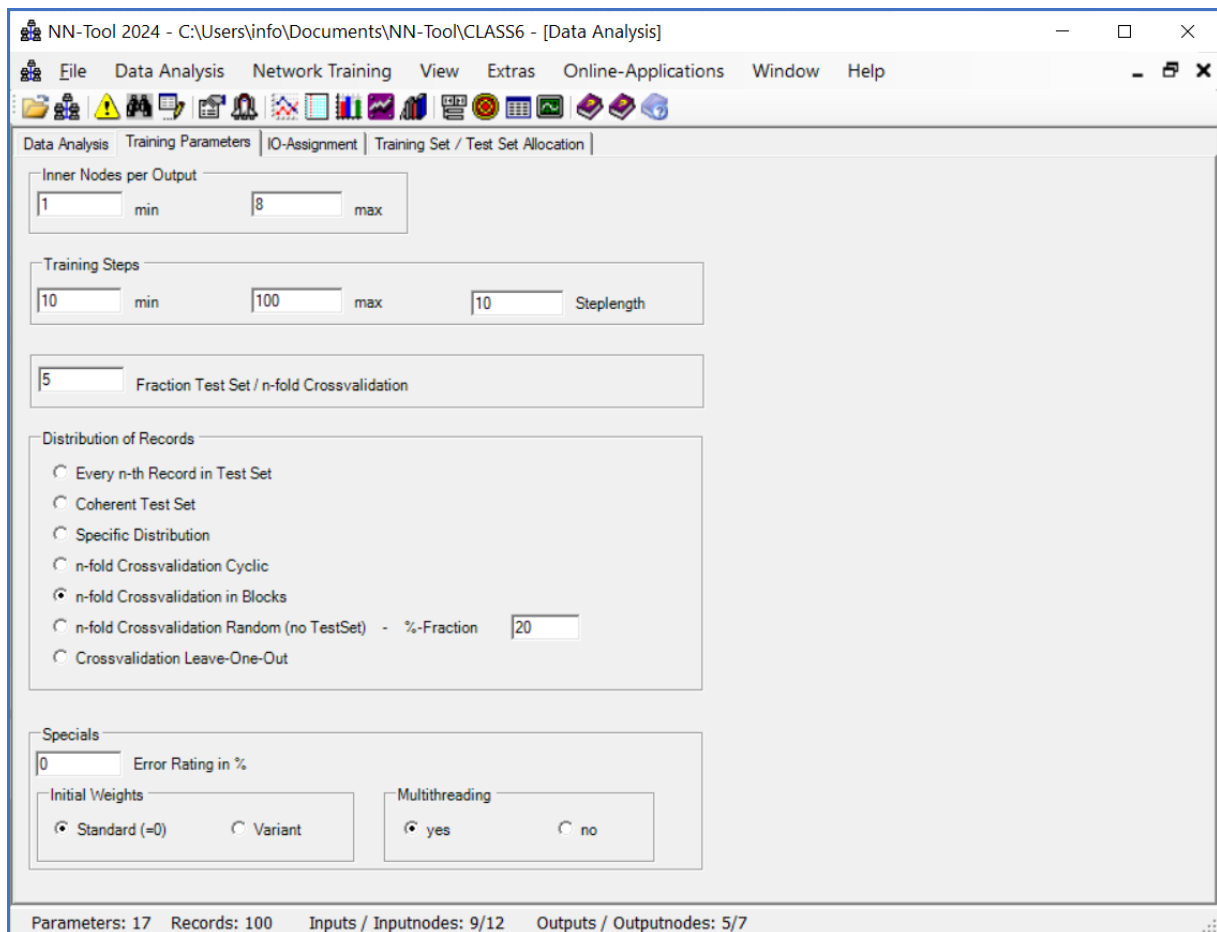 NN-Tool 2024 - C:\Users\info\Documents\NN-Tool\CLASS6 - [Data Analysis]
File Data Analysis Network Training View Extras Online-Applications Window Help
Data Analysis Training Parameters IO-Assignment Training Set / Test Set Allocation
Inner Nodes per Output
1 min 8 max
Training Steps
10 min 100 max 10 Steplength
5 Fraction Test Set / n-fold Crossvalidation
Distribution of Records
Every n-th Record in Test Set
Coherent Test Set
Specific Distribution
n-fold Crossvalidation Cyclic
n-fold Crossvalidation in Blocks
n-fold Crossvalidation Random (no TestSet) - %-Fraction 20
Crossvalidation Leave-One-Out
Specials
0 Error Rating in %
Initial Weights Multithreading
Standard (=0) Variant yes no
Parameters: 17 Records: 100 Inputs / Inputnodes: 9/12 Outputs / Outputnodes: 5/7